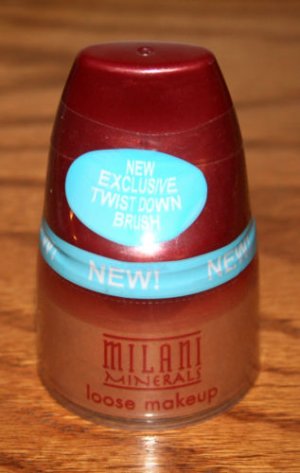 NEW
EXCLUSIVE
TWIST DOWN
BRUSH
NEW!
NEW!
MILANI
MINERALS
loose makeup